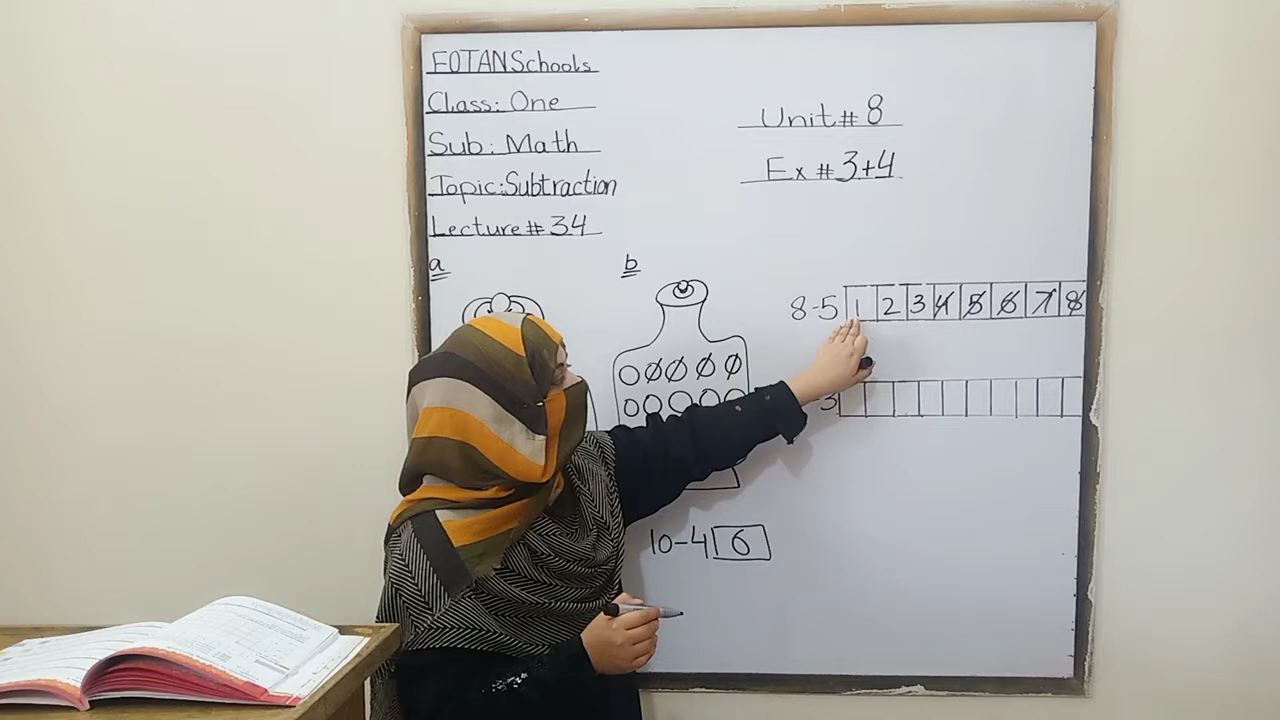 EOTAN Schools
Class: One
Sub: Math
Topic: Subtraction
Lecture # 34
Unit # 8
Ex # 3+4
a
b
8-5 1 2 3 4 5 6 7 8
3
10-4 6